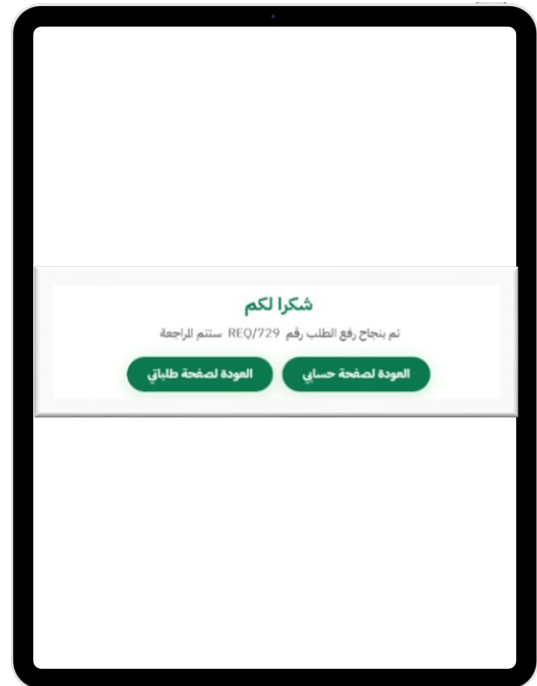 شكرا لكم
تم بنجاح رفع الطلب رقم REQ/729 ستتم المراجعة
العودة لصفحة حسابي
العودة لصفحة طلباتي